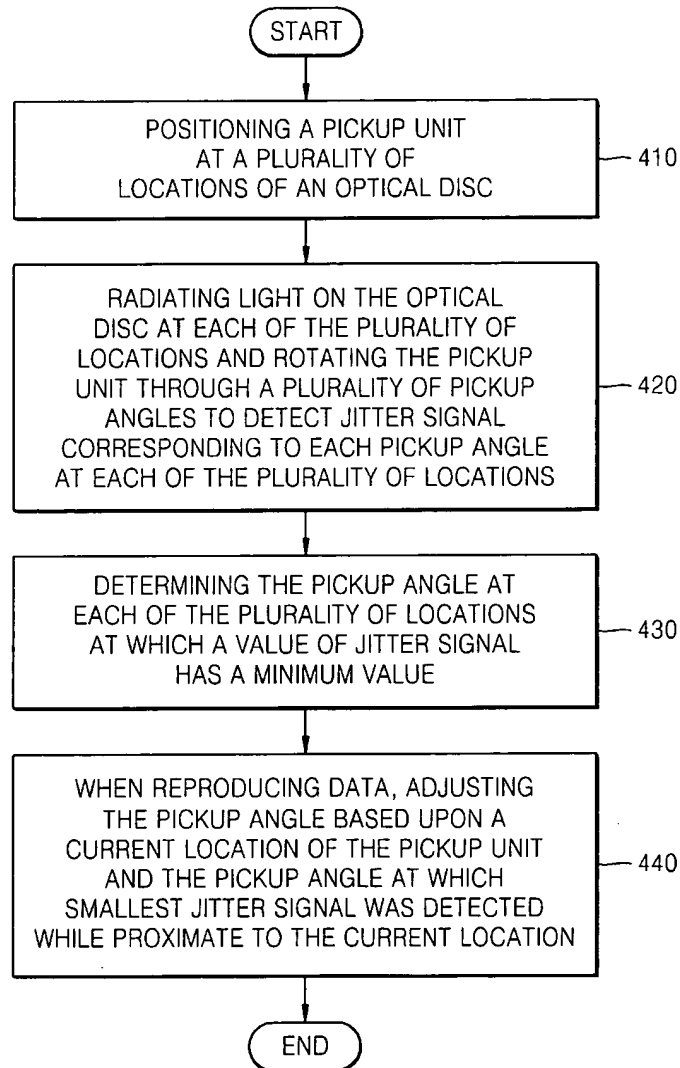 START
POSITIONING A PICKUP UNIT
AT A PLURALITY OF
LOCATIONS OF AN OPTICAL DISC
410
RADIATING LIGHT ON THE OPTICAL
DISC AT EACH OF THE PLURALITY OF
LOCATIONS AND ROTATING THE PICKUP
UNIT THROUGH A PLURALITY OF PICKUP
ANGLES TO DETECT JITTER SIGNAL
CORRESPONDING TO EACH PICKUP ANGLE
AT EACH OF THE PLURALITY OF LOCATIONS
420
DETERMINING THE PICKUP ANGLE AT
EACH OF THE PLURALITY OF LOCATIONS
AT WHICH A VALUE OF JITTER SIGNAL
HAS A MINIMUM VALUE
430
WHEN REPRODUCING DATA, ADJUSTING
THE PICKUP ANGLE BASED UPON A
CURRENT LOCATION OF THE PICKUP UNIT
AND THE PICKUP ANGLE AT WHICH
SMALLEST JITTER SIGNAL WAS DETECTED
WHILE PROXIMATE TO THE CURRENT LOCATION
440
END